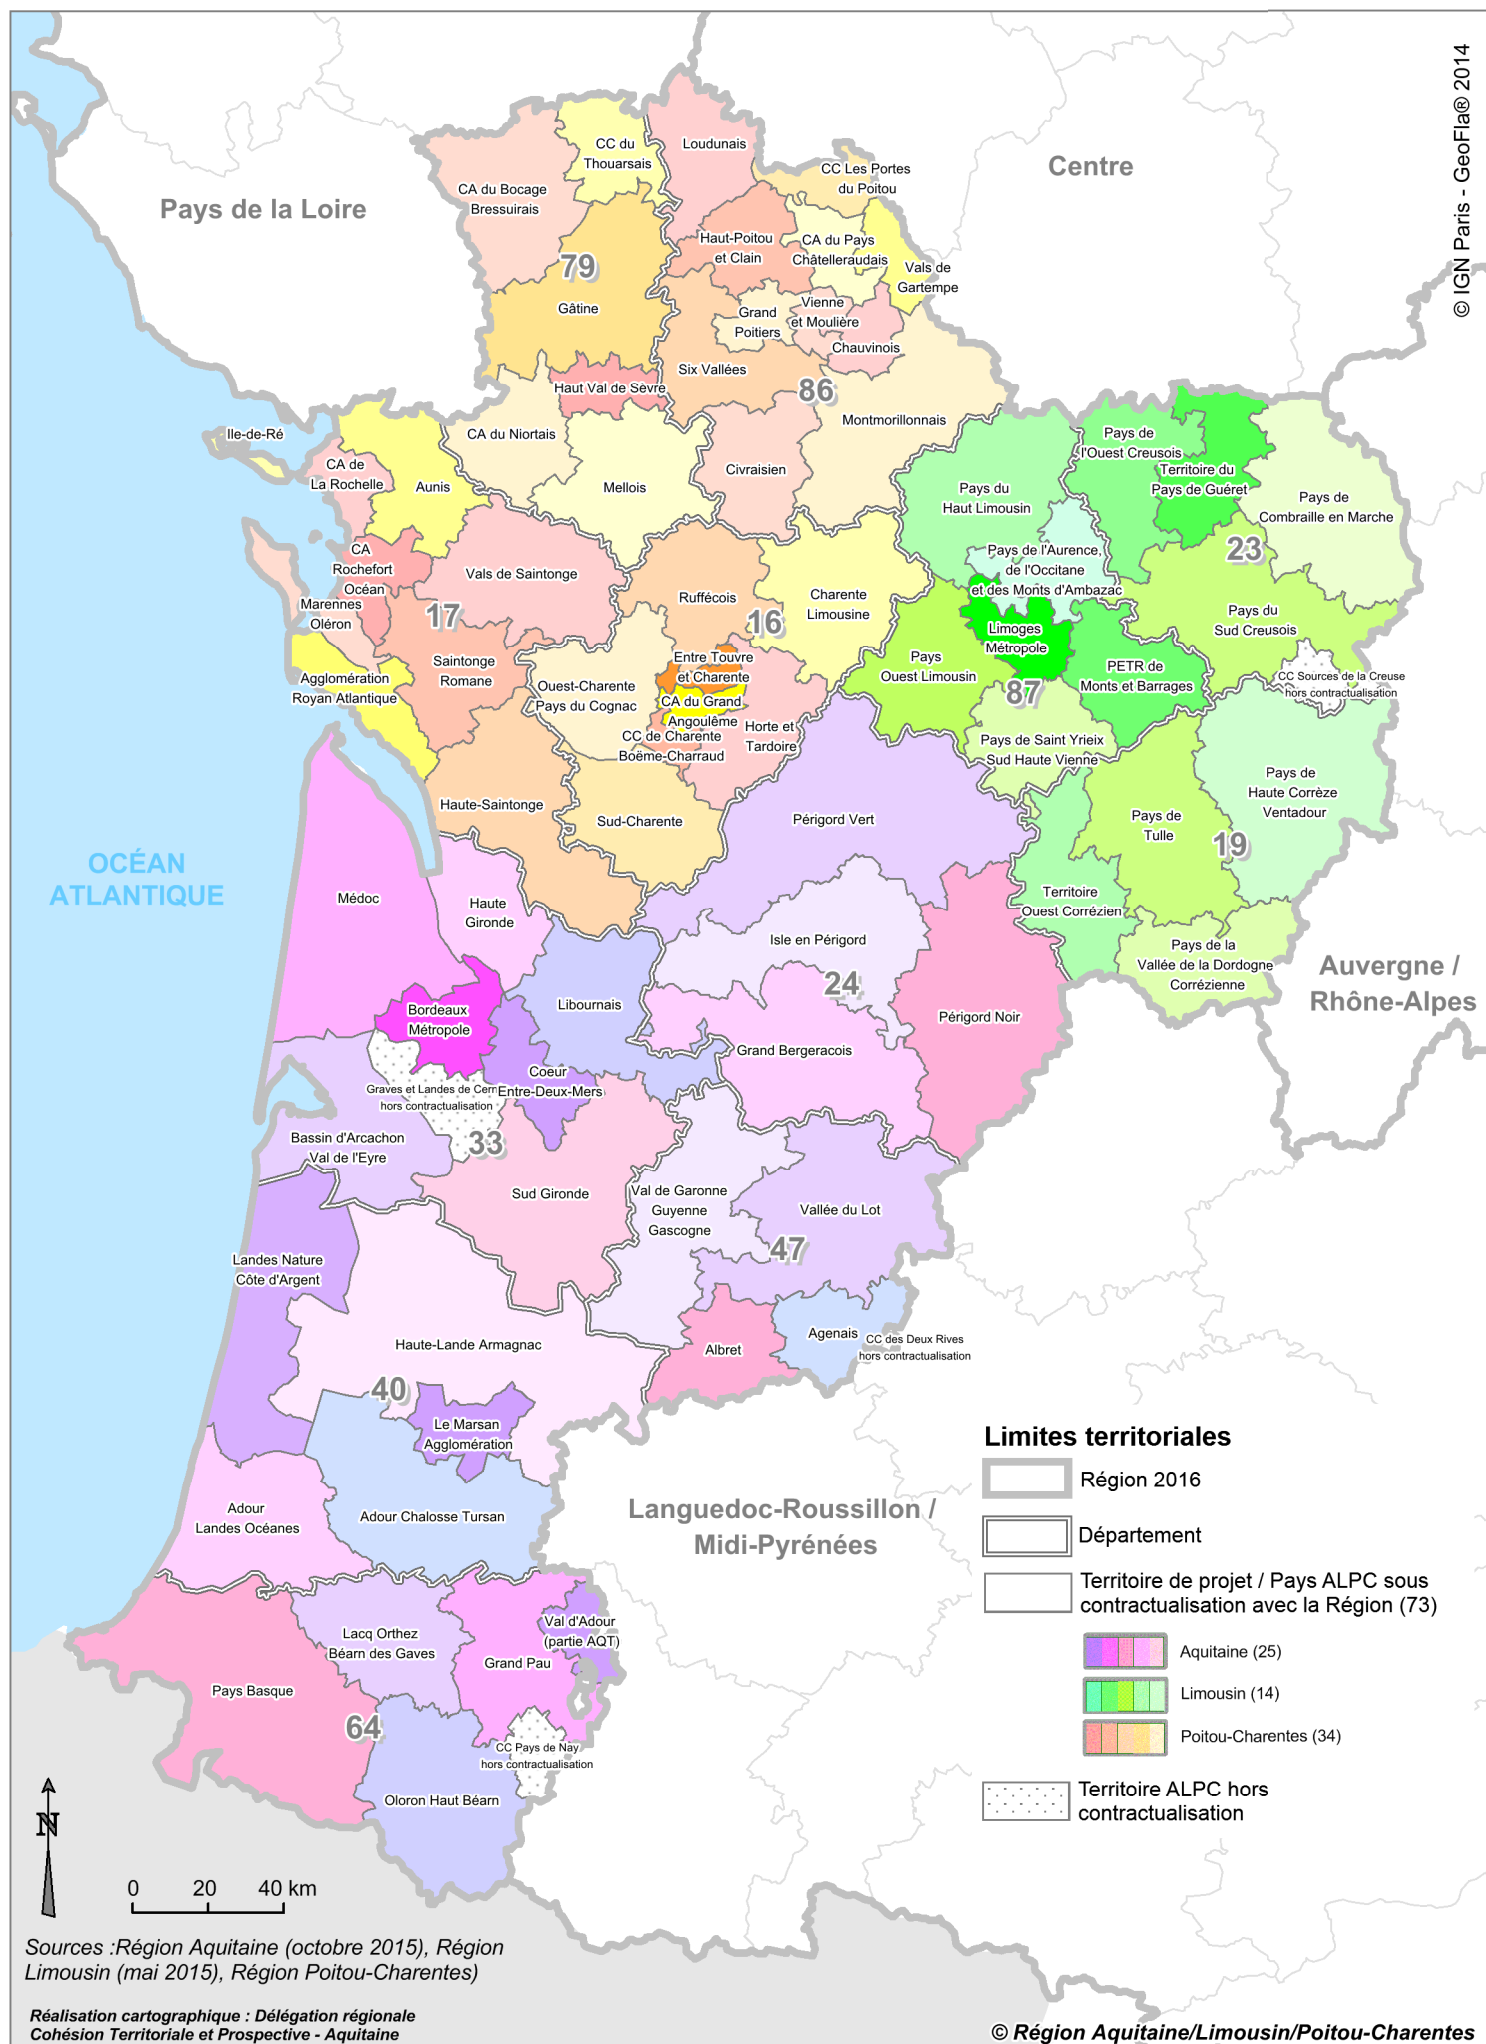 © IGN Paris - GeoFla® 2014
Pays de la Loire
Centre
CC du
Thouarsais
Loudunais
CA du Bocage
Bressuirais
CC Les Portes
du Poitou
79
Gâtine
Haut-Poitou
et Clain
CA du Pays
Châtelleraudais
Vals de
Gartempe
Grand
Poitiers
Vienne
et Moulière
Chauvinois
Six Vallées
86
Haut Val de Sèvre
Montmorillonnais
CA du Niortais
Ile-de-Ré
CA de
La Rochelle
Aunis
Mellois
Civraisien
Pays du
Haut Limousin
Pays de
l'Ouest Creusois
Territoire du
Pays de Guéret
Pays de
Combraille en Marche
23
CA
Rochefort
Océan
Vals de Saintonge
Marennes
Oléron
17
Ruffécois
16
Charente
Limousine
Pays de l'Aurence,
de l'Occitane
et des Monts d'Ambazac
Limoges
Métropole
Pays du
Sud Creusois
Agglomération
Royan Atlantique
Saintonge
Romane
Ouest-Charente
Pays du Cognac
Entre Touvre
et Charente
CA du Grand
Angoulême
CC de Charente
Boëme-Charraud
Horte et
Tardoire
Pays
Ouest Limousin
87
PETR de
Monts et Barrages
CC Sources de la Creuse
hors contractualisation
Pays de Saint Yrieix
Sud Haute Vienne
Haute-Saintonge
Sud-Charente
Périgord Vert
Pays de
Tulle
Pays de
Haute Corrèze
Ventadour
19
OCÉAN
ATLANTIQUE
Médoc
Haute
Gironde
Territoire
Ouest Corrézien
Isle en Périgord
24
Pays de la
Vallée de la Dordogne
Corrézienne
Auvergne /
Rhône-Alpes
Bordeaux
Métropole
Libournais
Périgord Noir
Grand Bergeracois
Coeur
Entre-Deux-Mers
Graves et Landes de Cern
hors contractualisation
33
Bassin d'Arcachon
Val de l'Eyre
Sud Gironde
Val de Garonne
Guyenne
Gascogne
Vallée du Lot
47
Landes Nature
Côte d'Argent
Haute-Lande Armagnac
Albret
Agenais
CC des Deux Rives
hors contractualisation
40
Le Marsan
Agglomération
Adour
Landes Océanes
Adour Chalosse Tursan
Languedoc-Roussillon /
Midi-Pyrénées
Lacq Orthez
Béarn des Gaves
Val d'Adour
(partie AQT)
Grand Pau
Pays Basque
64
CC Pays de Nay
hors contractualisation
Oloron Haut Béarn
Limites territoriales
Région 2016
Département
Territoire de projet / Pays ALPC sous
contractualisation avec la Région (73)
Aquitaine (25)
Limousin (14)
Poitou-Charentes (34)
Territoire ALPC hors
contractualisation
N
0 20 40 km
Sources :Région Aquitaine (octobre 2015), Région
Limousin (mai 2015), Région Poitou-Charentes)
Réalisation cartographique : Délégation régionale
Cohésion Territoriale et Prospective - Aquitaine
© Région Aquitaine/Limousin/Poitou-Charentes